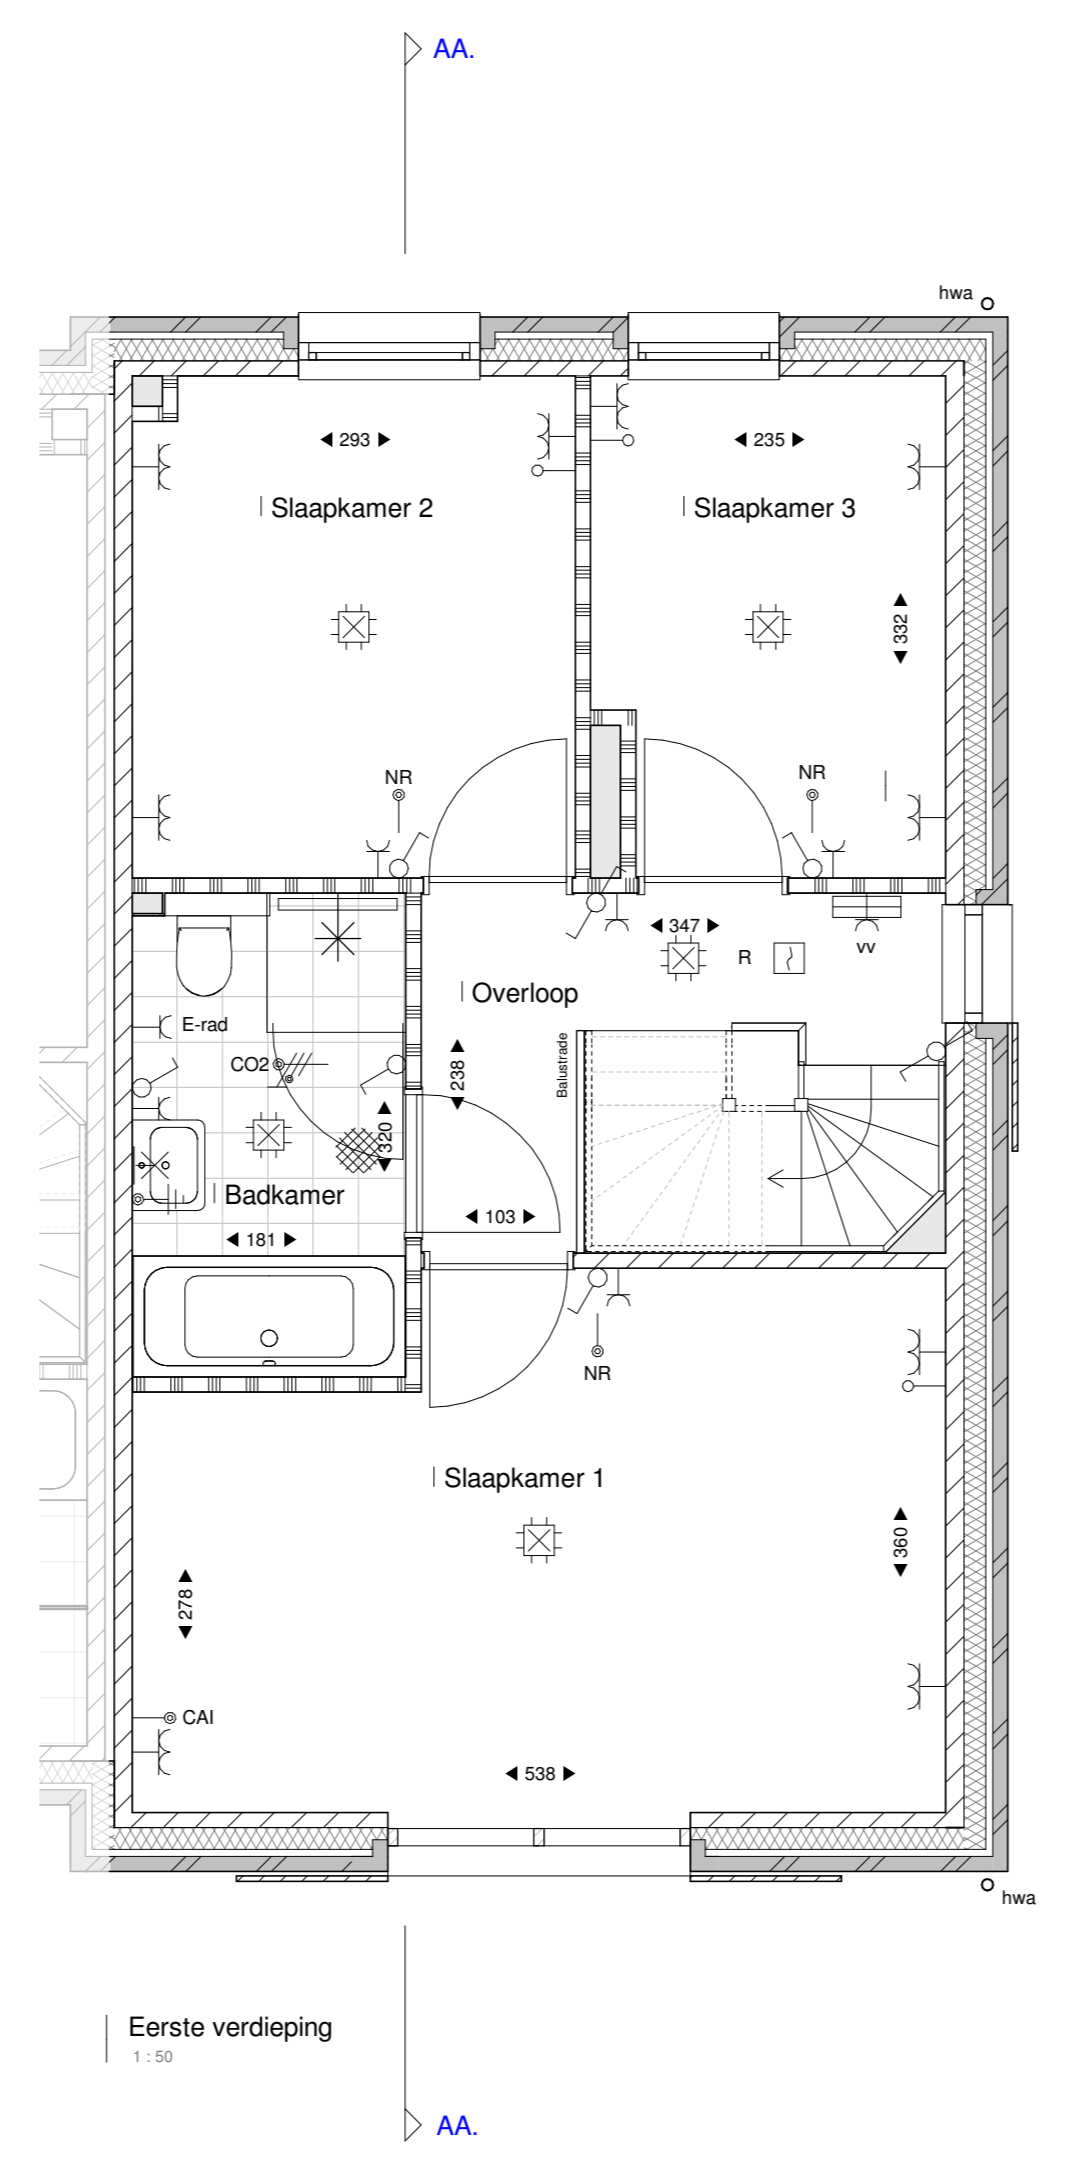 AA.
hwa
293
235
Slaapkamer 2
Slaapkamer 3
332
NR
NR
347
vv
R
Overloop
E-rad
Balustrade
CO2
238
320
Badkamer
103
181
NR
Slaapkamer 1
360
278
CAI
538
hwa
Eerste verdieping
1 : 50
AA.